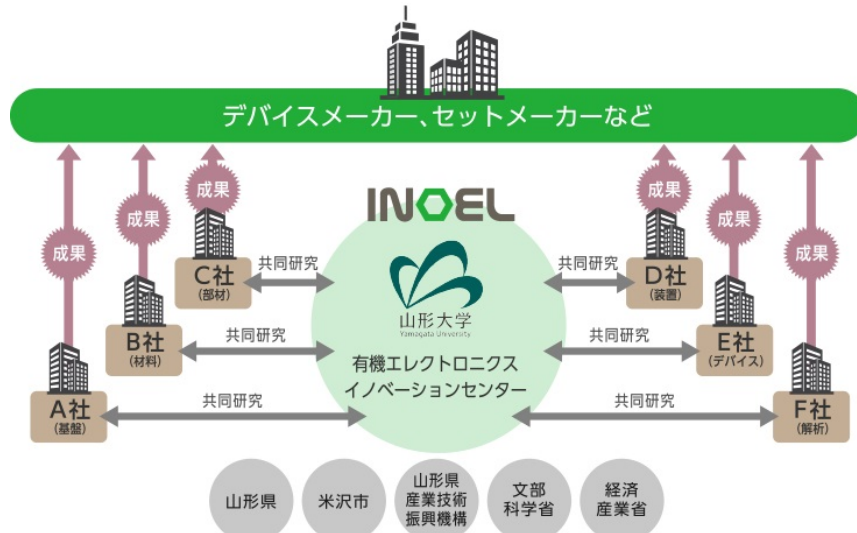 デバイスメーカー、セットメーカーなど
成果
成果
成果
成果
成果
成果
INOEL
山形大学
Yamagata University
有機エレクトロニクス
イノベーションセンター
C社
(部材)
共同研究
共同研究
D社
(装置)
B社
(材料)
共同研究
共同研究
E社
(デバイス)
A社
(基盤)
共同研究
共同研究
F社
(解析)
山形県
米沢市
山形県
産業技術
振興機構
文部
科学省
経済
産業省